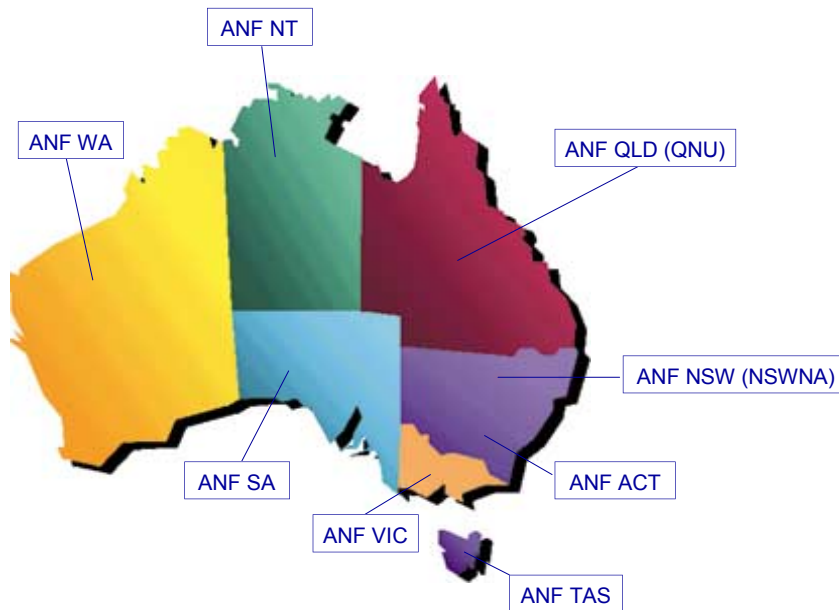 ANF NT
ANF WA
ANF QLD (QNU)
ANF NSW (NSWNA)
ANF SA
ANF ACT
ANF VIC
ANF TAS